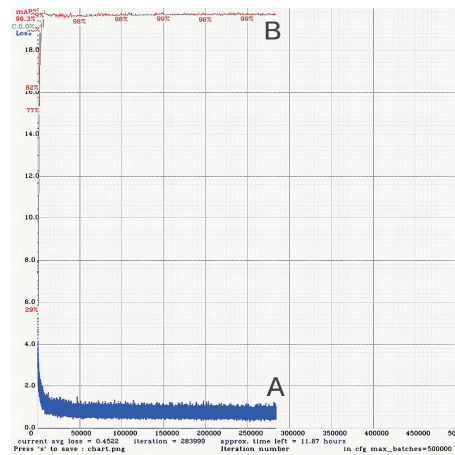 mAP%
98.3%
C:0.0%
Loss
98% 98% 99% 98% 99%
B
18.0
82%
16.0
77%
14.0
12.0
10.0
8.0
6.0
29%
4.0
A
2.0
0.0
50000 100000 150000 200000 250000 300000 350000 400000 450000
current avg loss = 0.4522 iteration = 283999 approx. time left = 11.87 hours
Press 's' to save : chart.png Iteration number in cfg max_batches=500000